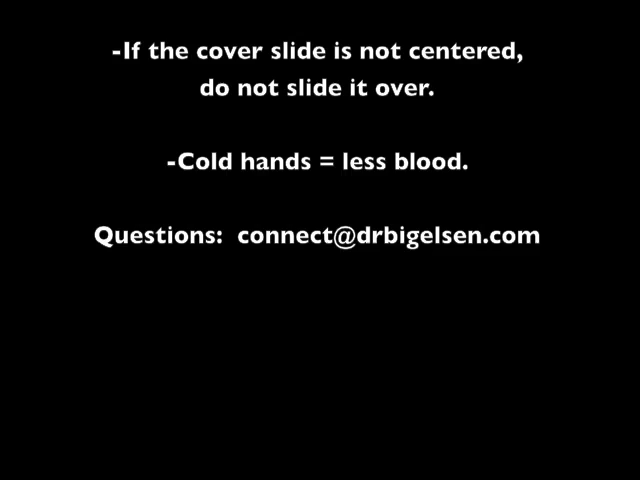 -If the cover slide is not centered,
do not slide it over.
-Cold hands = less blood.
Questions:  connect@drbigelsen.com